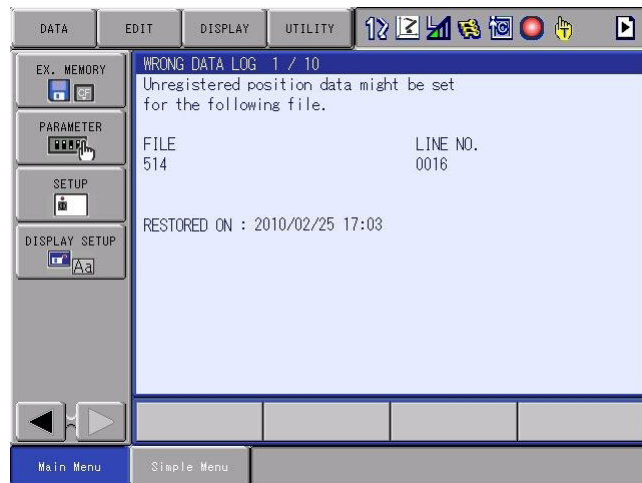 DATA EDIT DISPLAY UTILITY
EX. MEMORY
CF
PARAMETER
SETUP
DISPLAY SETUP
Aa
WRONG DATA LOG 1 / 10
Unregistered position data might be set
for the following file.
FILE LINE NO.
514 0016
RESTORED ON : 2010/02/25 17:03
Main Menu Simple Menu